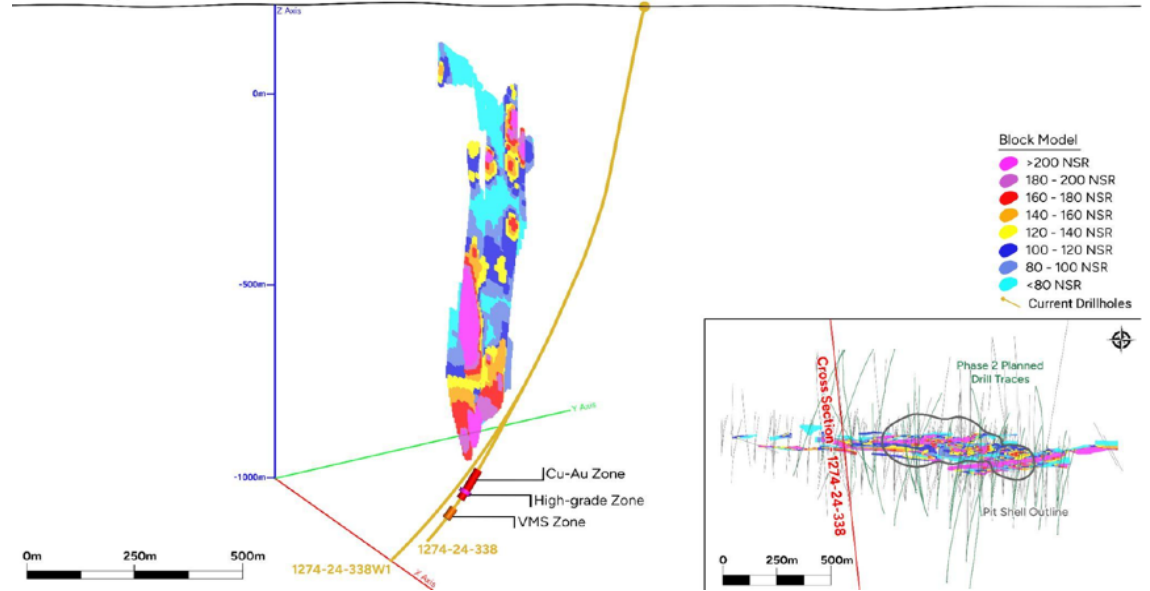 Z Axis
0m
-500m
-1000m
Y Axis
X Axis
Cu-Au Zone
High-grade Zone
VMS Zone
1274-24-338
1274-24-338W1
0m 250m 500m
Block Model
>200 NSR
180 - 200 NSR
160 - 180 NSR
140 - 160 NSR
120 - 140 NSR
100 - 120 NSR
80 - 100 NSR
<80 NSR
Current Drillholes
Phase 2 Planned
Drill Traces
Cross Section - 1274-24-338
Pit Shell Outline
0 250m 500m